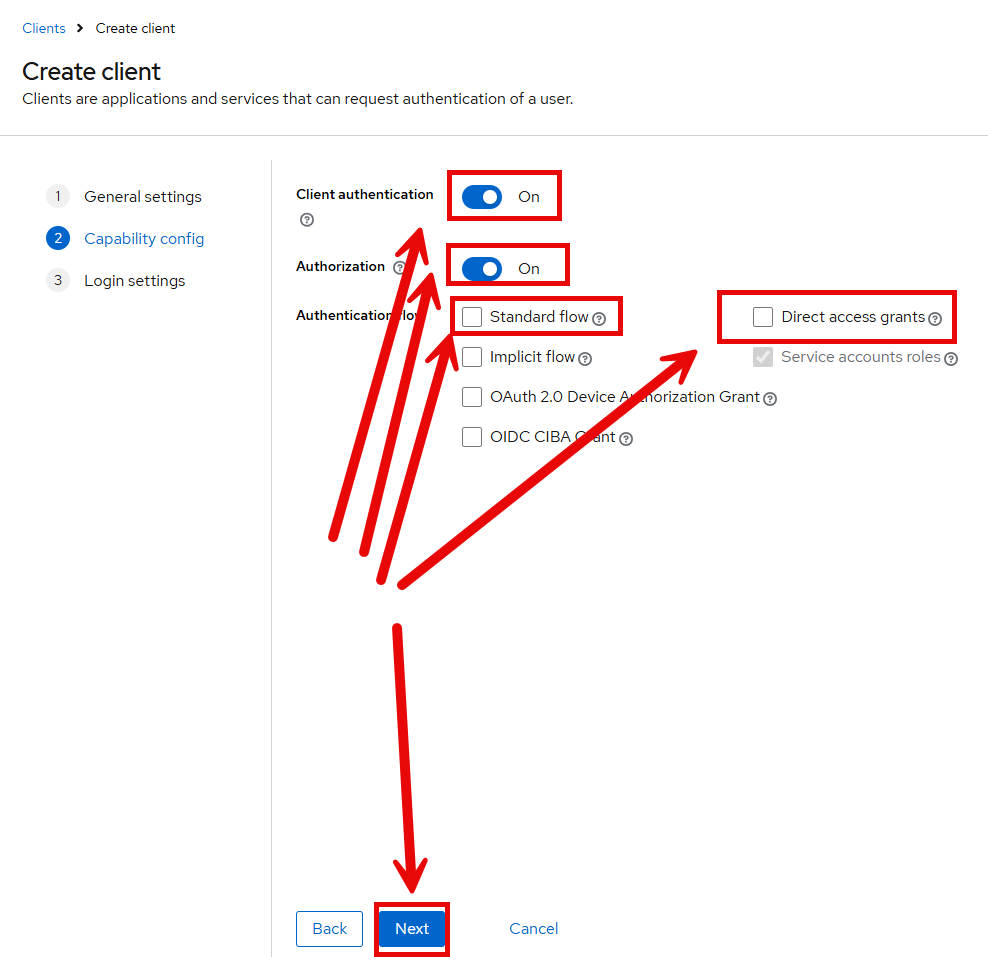 Clients > Create client
Create client
Clients are applications and services that can request authentication of a user.
1 General settings
2 Capability config
3 Login settings
Client authentication On
Authorization On
Authentication flow Standard flow Direct access grants
Implicit flow Service accounts roles
OAuth 2.0 Device Authorization Grant
OIDC CIBA Grant
Back Next Cancel